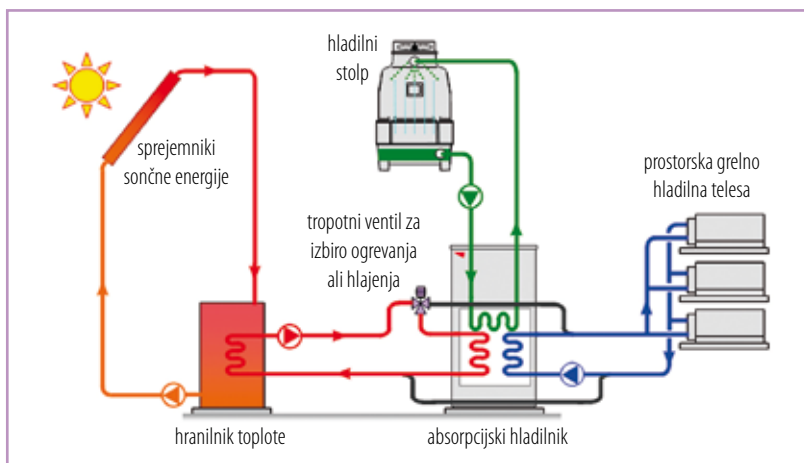 hladilni
stolp
sprejemniki
sončne energije
prostorska grelno
hladilna telesa
tropotni ventil za
izbiro ogrevanja
ali hlajenja
hranilnik toplote
absorpcijski hladilnik